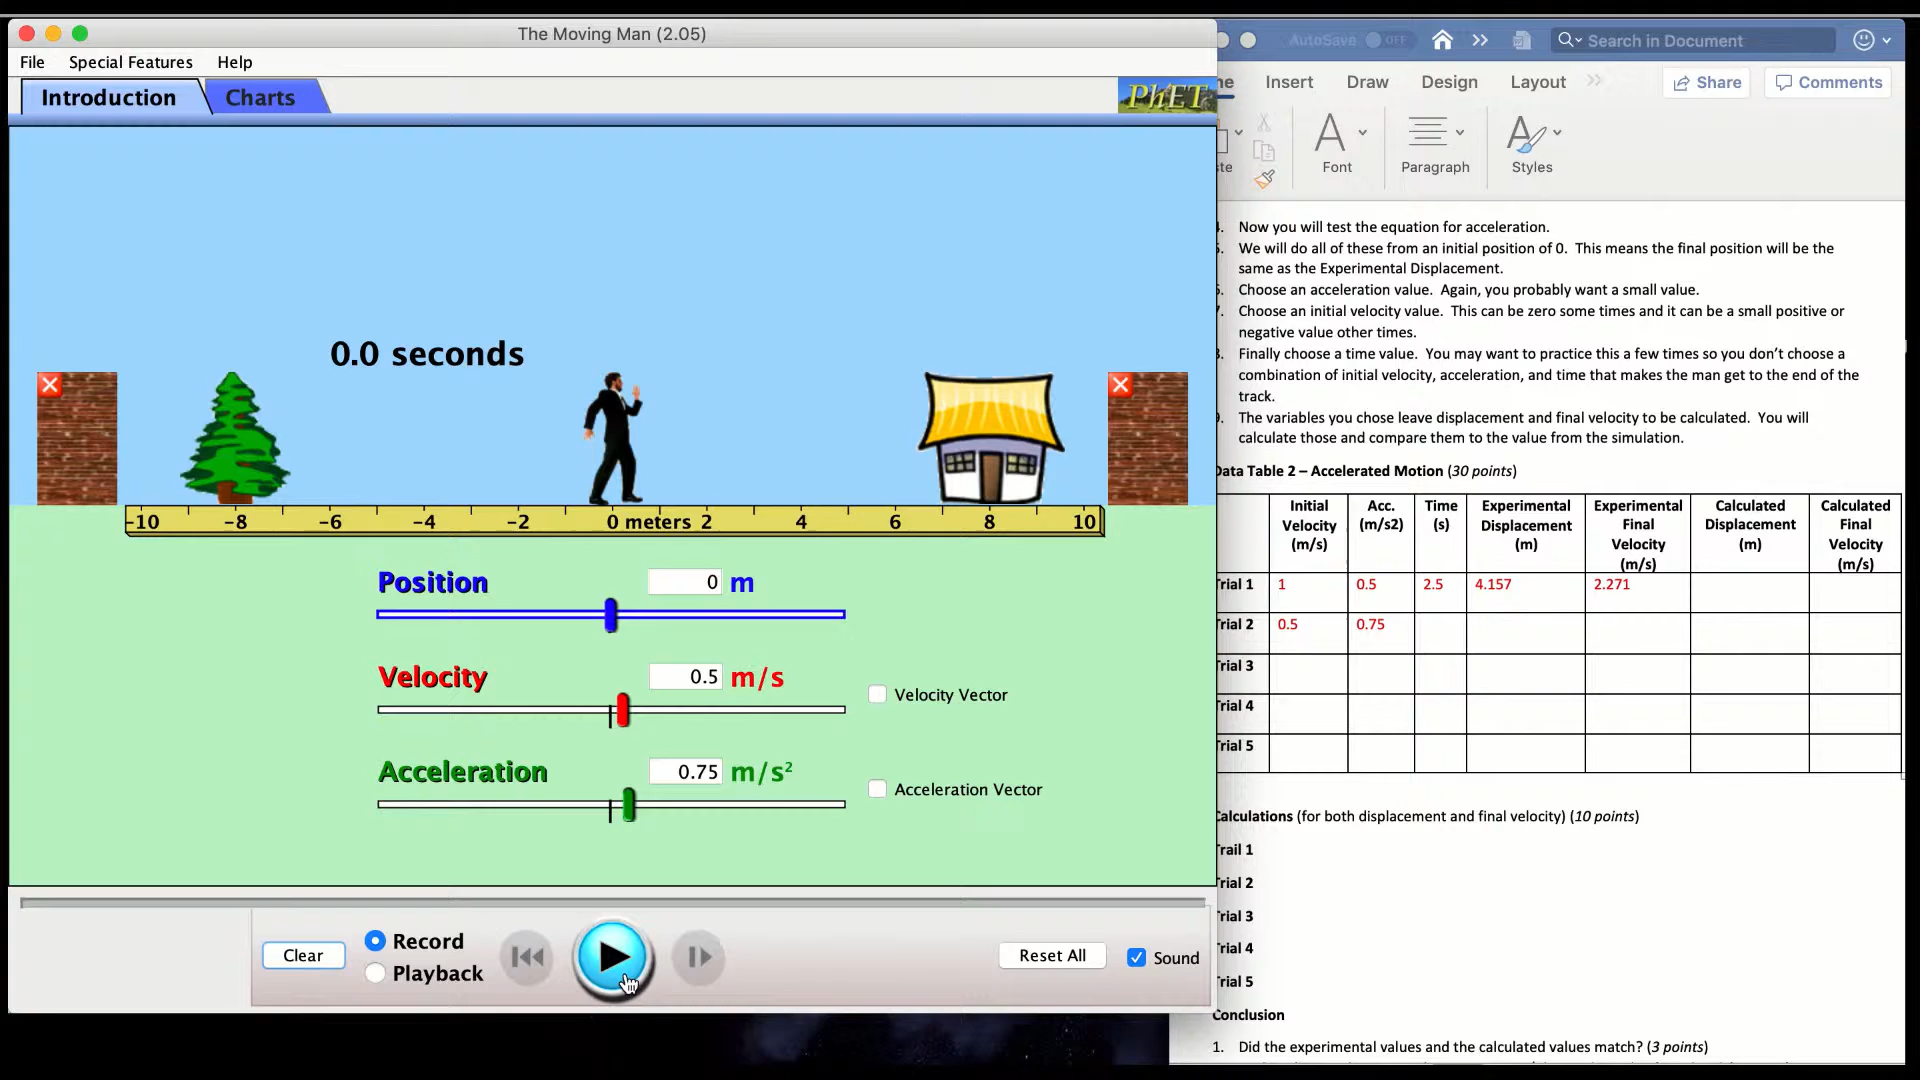 The Moving Man (2.05)
File Special Features Help
Introduction Charts
PhET
0.0 seconds
-10 -8 -6 -4 -2 0 meters 2 4 6 8 10
Position 0 m
Velocity 0.5 m/s
Velocity Vector
Acceleration 0.75 m/s²
Acceleration Vector
Clear
Record
Playback
Reset All
Sound
AutoSave OFF
Search in Document
Insert Draw Design Layout
Share
Comments
Font Paragraph Styles
Now you will test the equation for acceleration.
We will do all of these from an initial position of 0. This means the final position will be the
same as the Experimental Displacement.
Choose an acceleration value. Again, you probably want a small value.
Choose an initial velocity value. This can be zero some times and it can be a small positive or
negative value other times.
Finally choose a time value. You may want to practice this a few times so you don’t choose a
combination of initial velocity, acceleration, and time that makes the man get to the end of the
track.
The variables you chose leave displacement and final velocity to be calculated. You will
calculate those and compare them to the value from the simulation.
Data Table 2 – Accelerated Motion (30 points)
Initial Velocity (m/s) Acc. (m/s2) Time (s) Experimental Displacement (m) Experimental Final Velocity (m/s) Calculated Displacement (m) Calculated Final Velocity (m/s)
Trial 1 1 0.5 2.5 4.157 2.271
Trial 2 0.5 0.75
Trial 3
Trial 4
Trial 5
Calculations (for both displacement and final velocity) (10 points)
Trail 1
Trial 2
Trial 3
Trial 4
Trial 5
Conclusion
1. Did the experimental values and the calculated values match? (3 points)